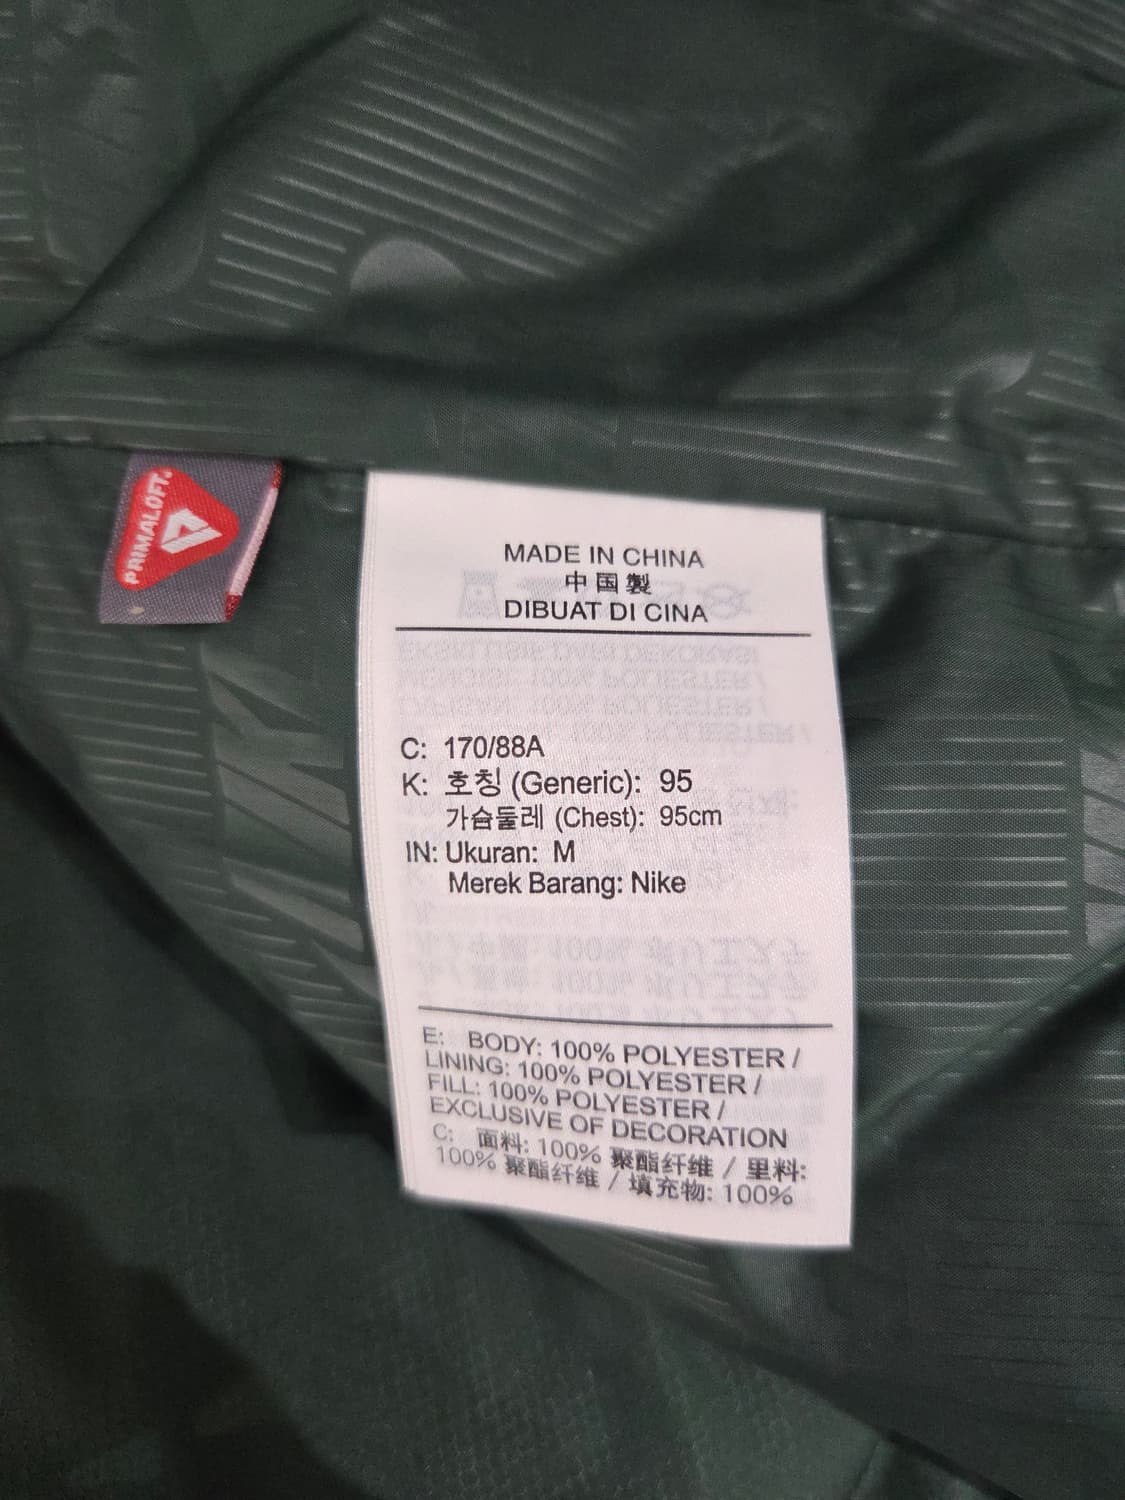 PRIMALOFT.
MADE IN CHINA
中国製
DIBUAT DI CINA
C: 170/88A
K: 호칭 (Generic): 95
가슴둘레 (Chest): 95cm
IN: Ukuran: M
Merek Barang: Nike
E: BODY: 100% POLYESTER /
LINING: 100% POLYESTER /
FILL: 100% POLYESTER /
EXCLUSIVE OF DECORATION
C: 面料: 100% 聚酯纤维 / 里料:
100% 聚酯纤维 / 填充物: 100%